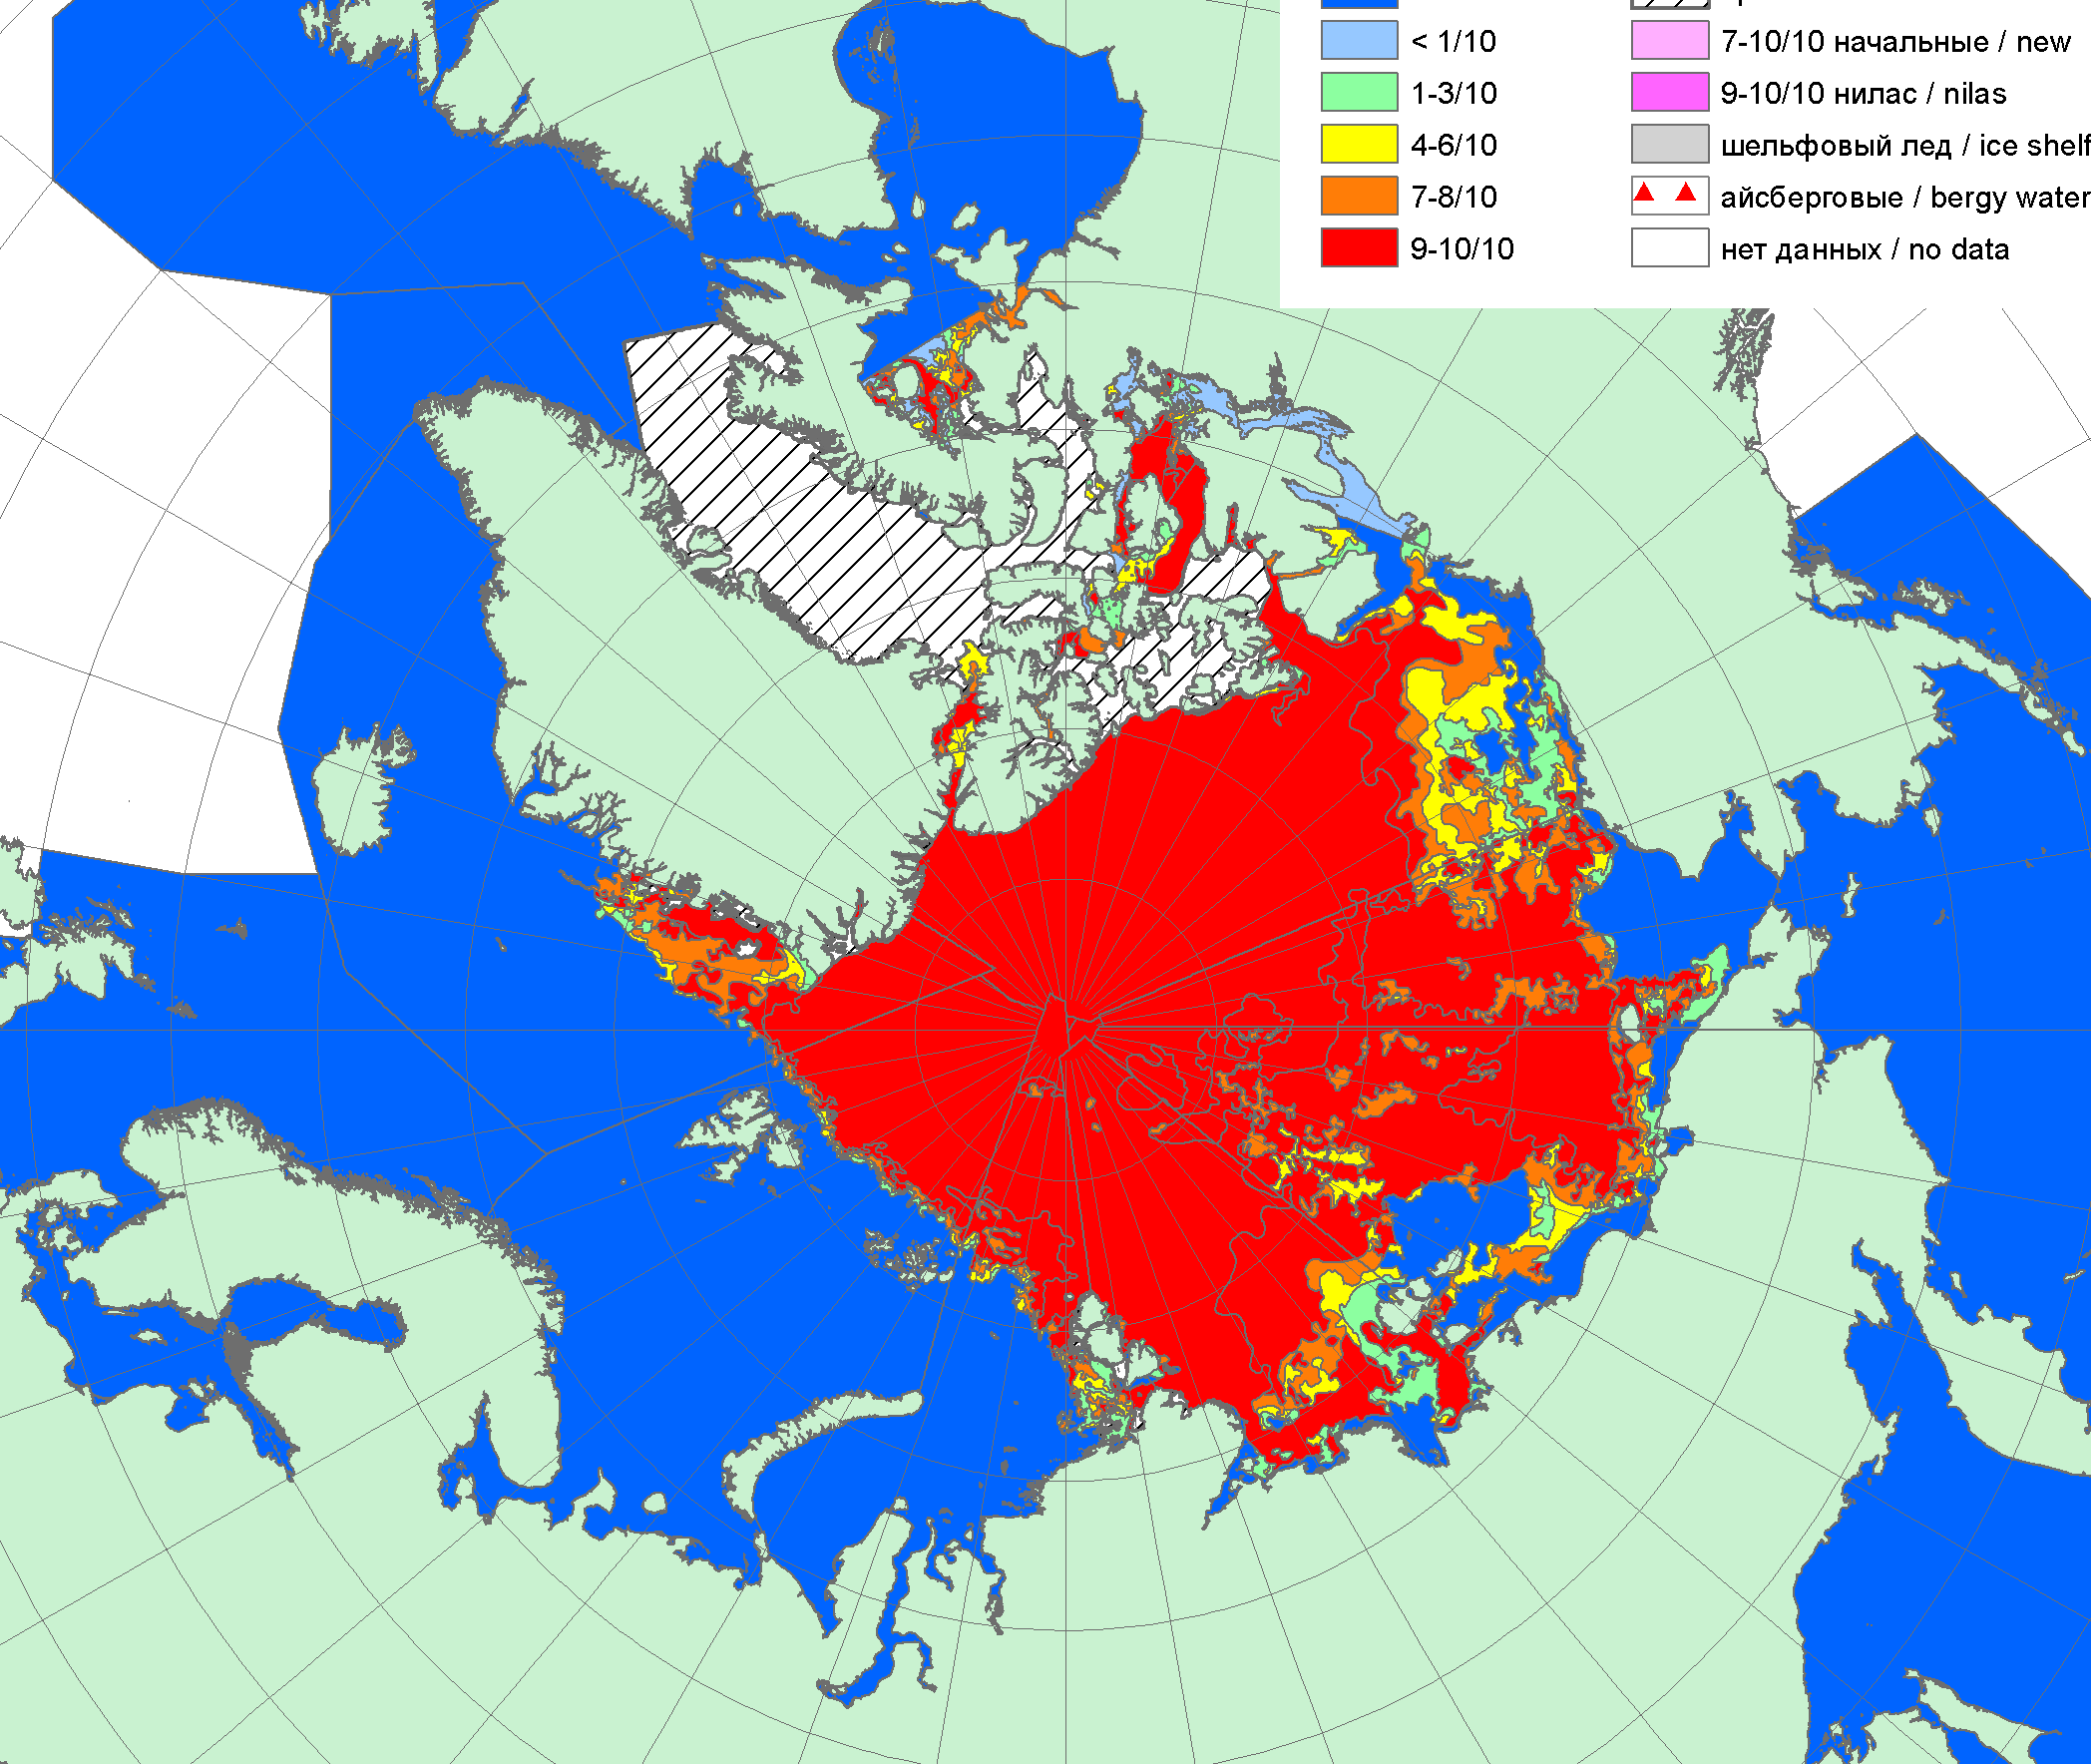 < 1/10
1-3/10
4-6/10
7-8/10
9-10/10
7-10/10 начальные / new
9-10/10 нилас / nilas
шельфовый лед / ice shelf
айсберговые / bergy water
нет данных / no data